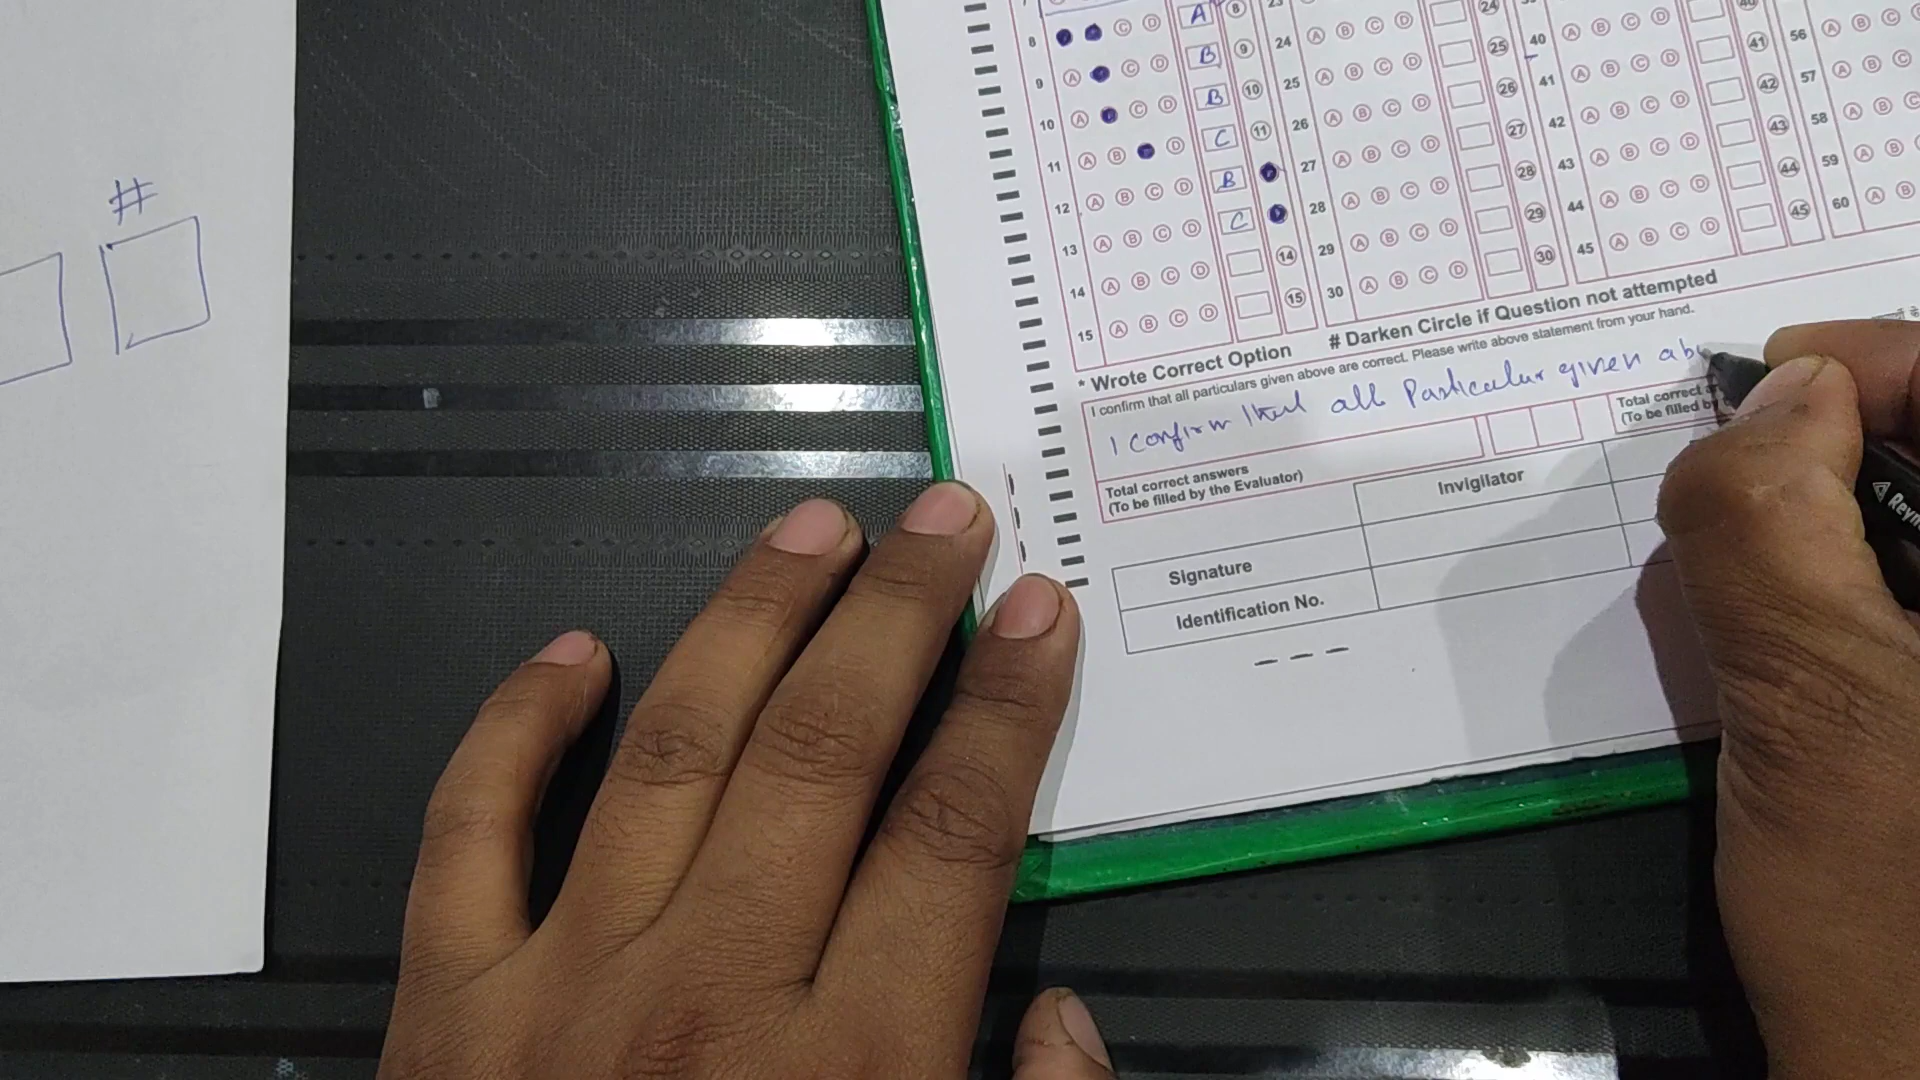 #
8 C D A 8 24 A B C D 25 40 A B C D 41 56 A B C
9 A C D B 9 25 A B C D 26 41 A B C D 42 57 A B C
10 A C D B 10 26 A B C D 27 42 A B C D 43 58 A B C
11 A B D C 11 27 A B C D 28 43 A B C D 44 59 A B
12 A B C D B 28 A B C D 29 44 A B C D 45 60 A B
13 A B C D C 29 A B C D 30 45 A B C D
14 A B C D 14 30 A B C D
15 A B C D 15
* Wrote Correct Option # Darken Circle if Question not attempted
I confirm that all particulars given above are correct. Please write above statement from your hand.
I confirm that all Particular given ab
Total correct answers
(To be filled by the Evaluator)
Total correct
(To be filled by
Invigilator
Signature
Identification No.